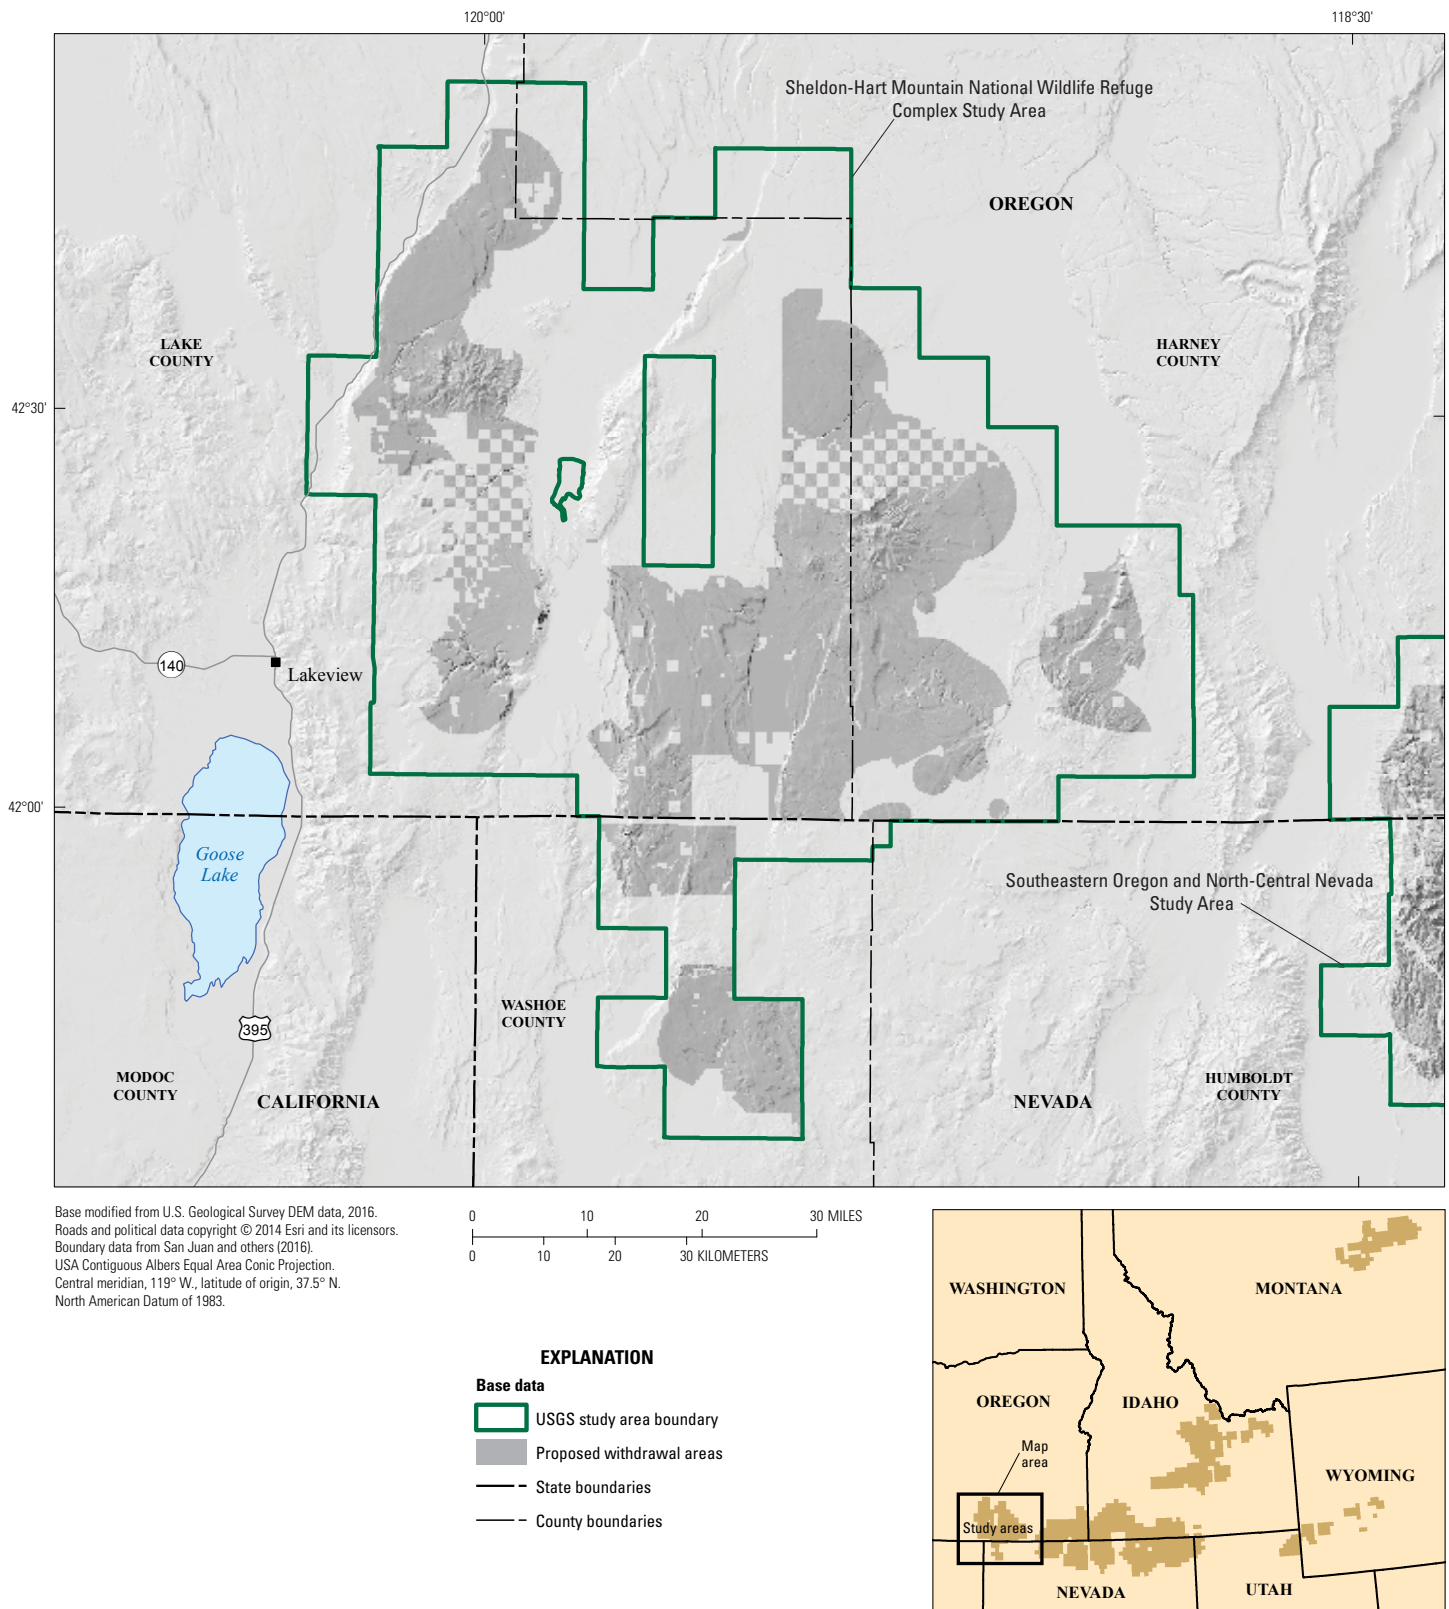 120°00'
118°30'
Sheldon-Hart Mountain National Wildlife Refuge
Complex Study Area
OREGON
LAKE
COUNTY
HARNEY
COUNTY
42°30'
140
Lakeview
42°00'
Goose
Lake
Southeastern Oregon and North-Central Nevada
Study Area
WASHOE
COUNTY
395
MODOC
COUNTY
CALIFORNIA
NEVADA
HUMBOLDT
COUNTY
Base modified from U.S. Geological Survey DEM data, 2016.
Roads and political data copyright © 2014 Esri and its licensors.
Boundary data from San Juan and others (2016).
USA Contiguous Albers Equal Area Conic Projection.
Central meridian, 119° W., latitude of origin, 37.5° N.
North American Datum of 1983.
0 10 20 30 MILES
0 10 20 30 KILOMETERS
EXPLANATION
Base data
USGS study area boundary
Proposed withdrawal areas
State boundaries
County boundaries
WASHINGTON
MONTANA
OREGON
IDAHO
Map
area
WYOMING
Study areas
NEVADA
UTAH